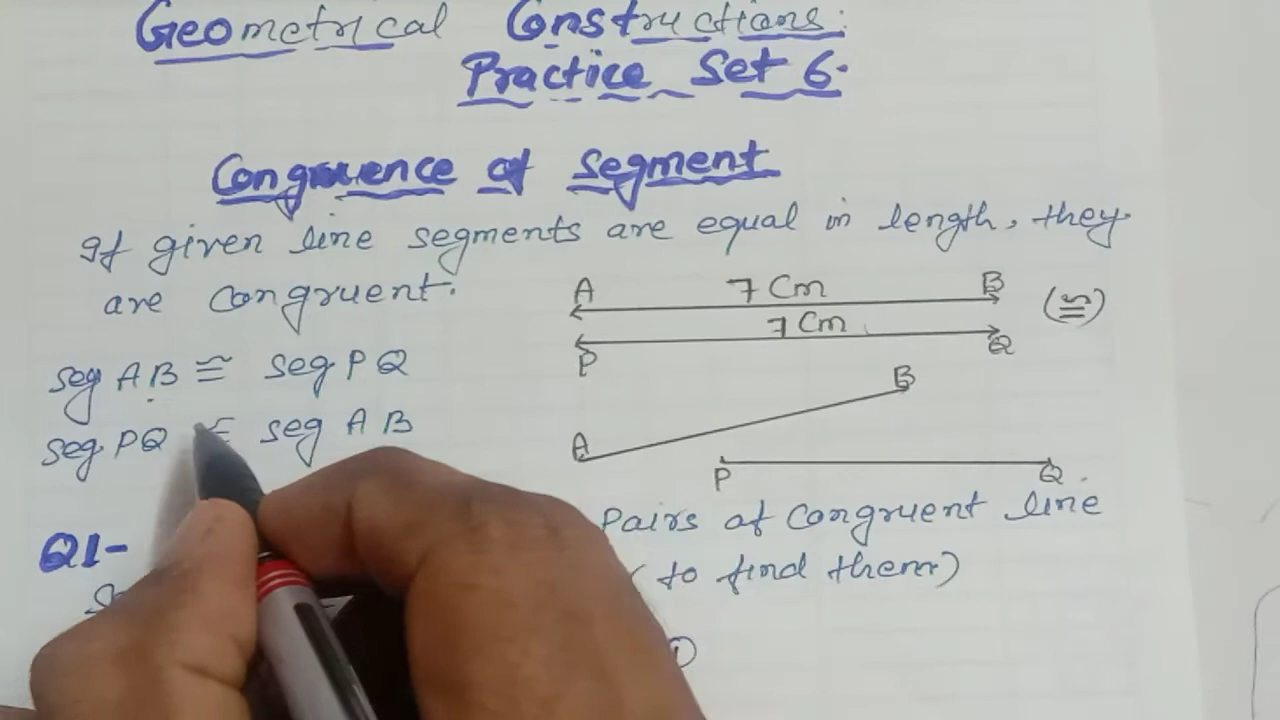 Geometrical Constructions:
Practice Set 6.
Congruence of Segment
If given line segments are equal in length, they
are congruent.
A 7 Cm B (≅)
7 Cm
P Q
seg AB ≅ seg PQ
B
seg PQ ≅ seg AB
A
P Q
Pairs of congruent line
Q1-
(to find them)
①